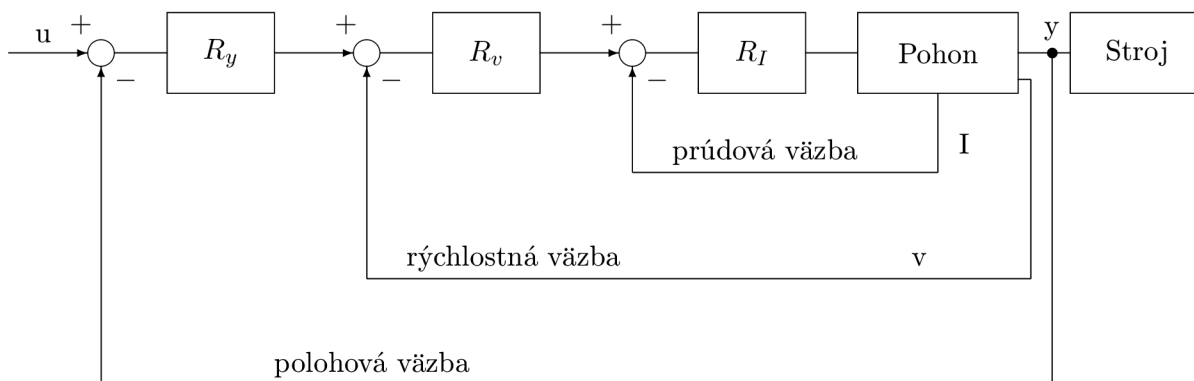 u + − R_y + − R_v + − R_I Pohon y Stroj
prúdová väzba I
rýchlostná väzba v
polohová väzba